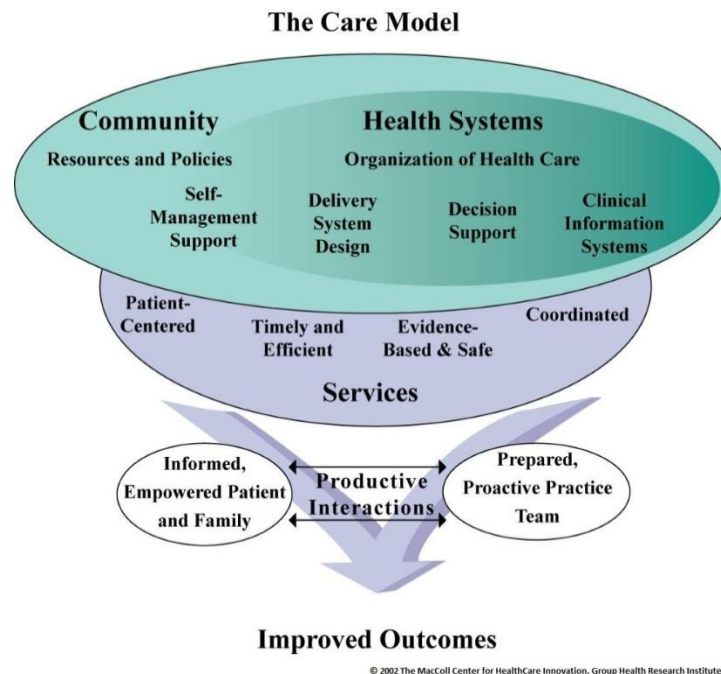 The Care Model
Community
Health Systems
Resources and Policies
Organization of Health Care
Self-
Management
Support
Delivery
System
Design
Decision
Support
Clinical
Information
Systems
Patient-
Centered
Timely and
Efficient
Evidence-
Based & Safe
Coordinated
Services
Informed,
Empowered Patient
and Family
Productive
Interactions
Prepared,
Proactive Practice
Team
Improved Outcomes
© 2002 The MacColl Center for HealthCare Innovation, Group Health Research Institute